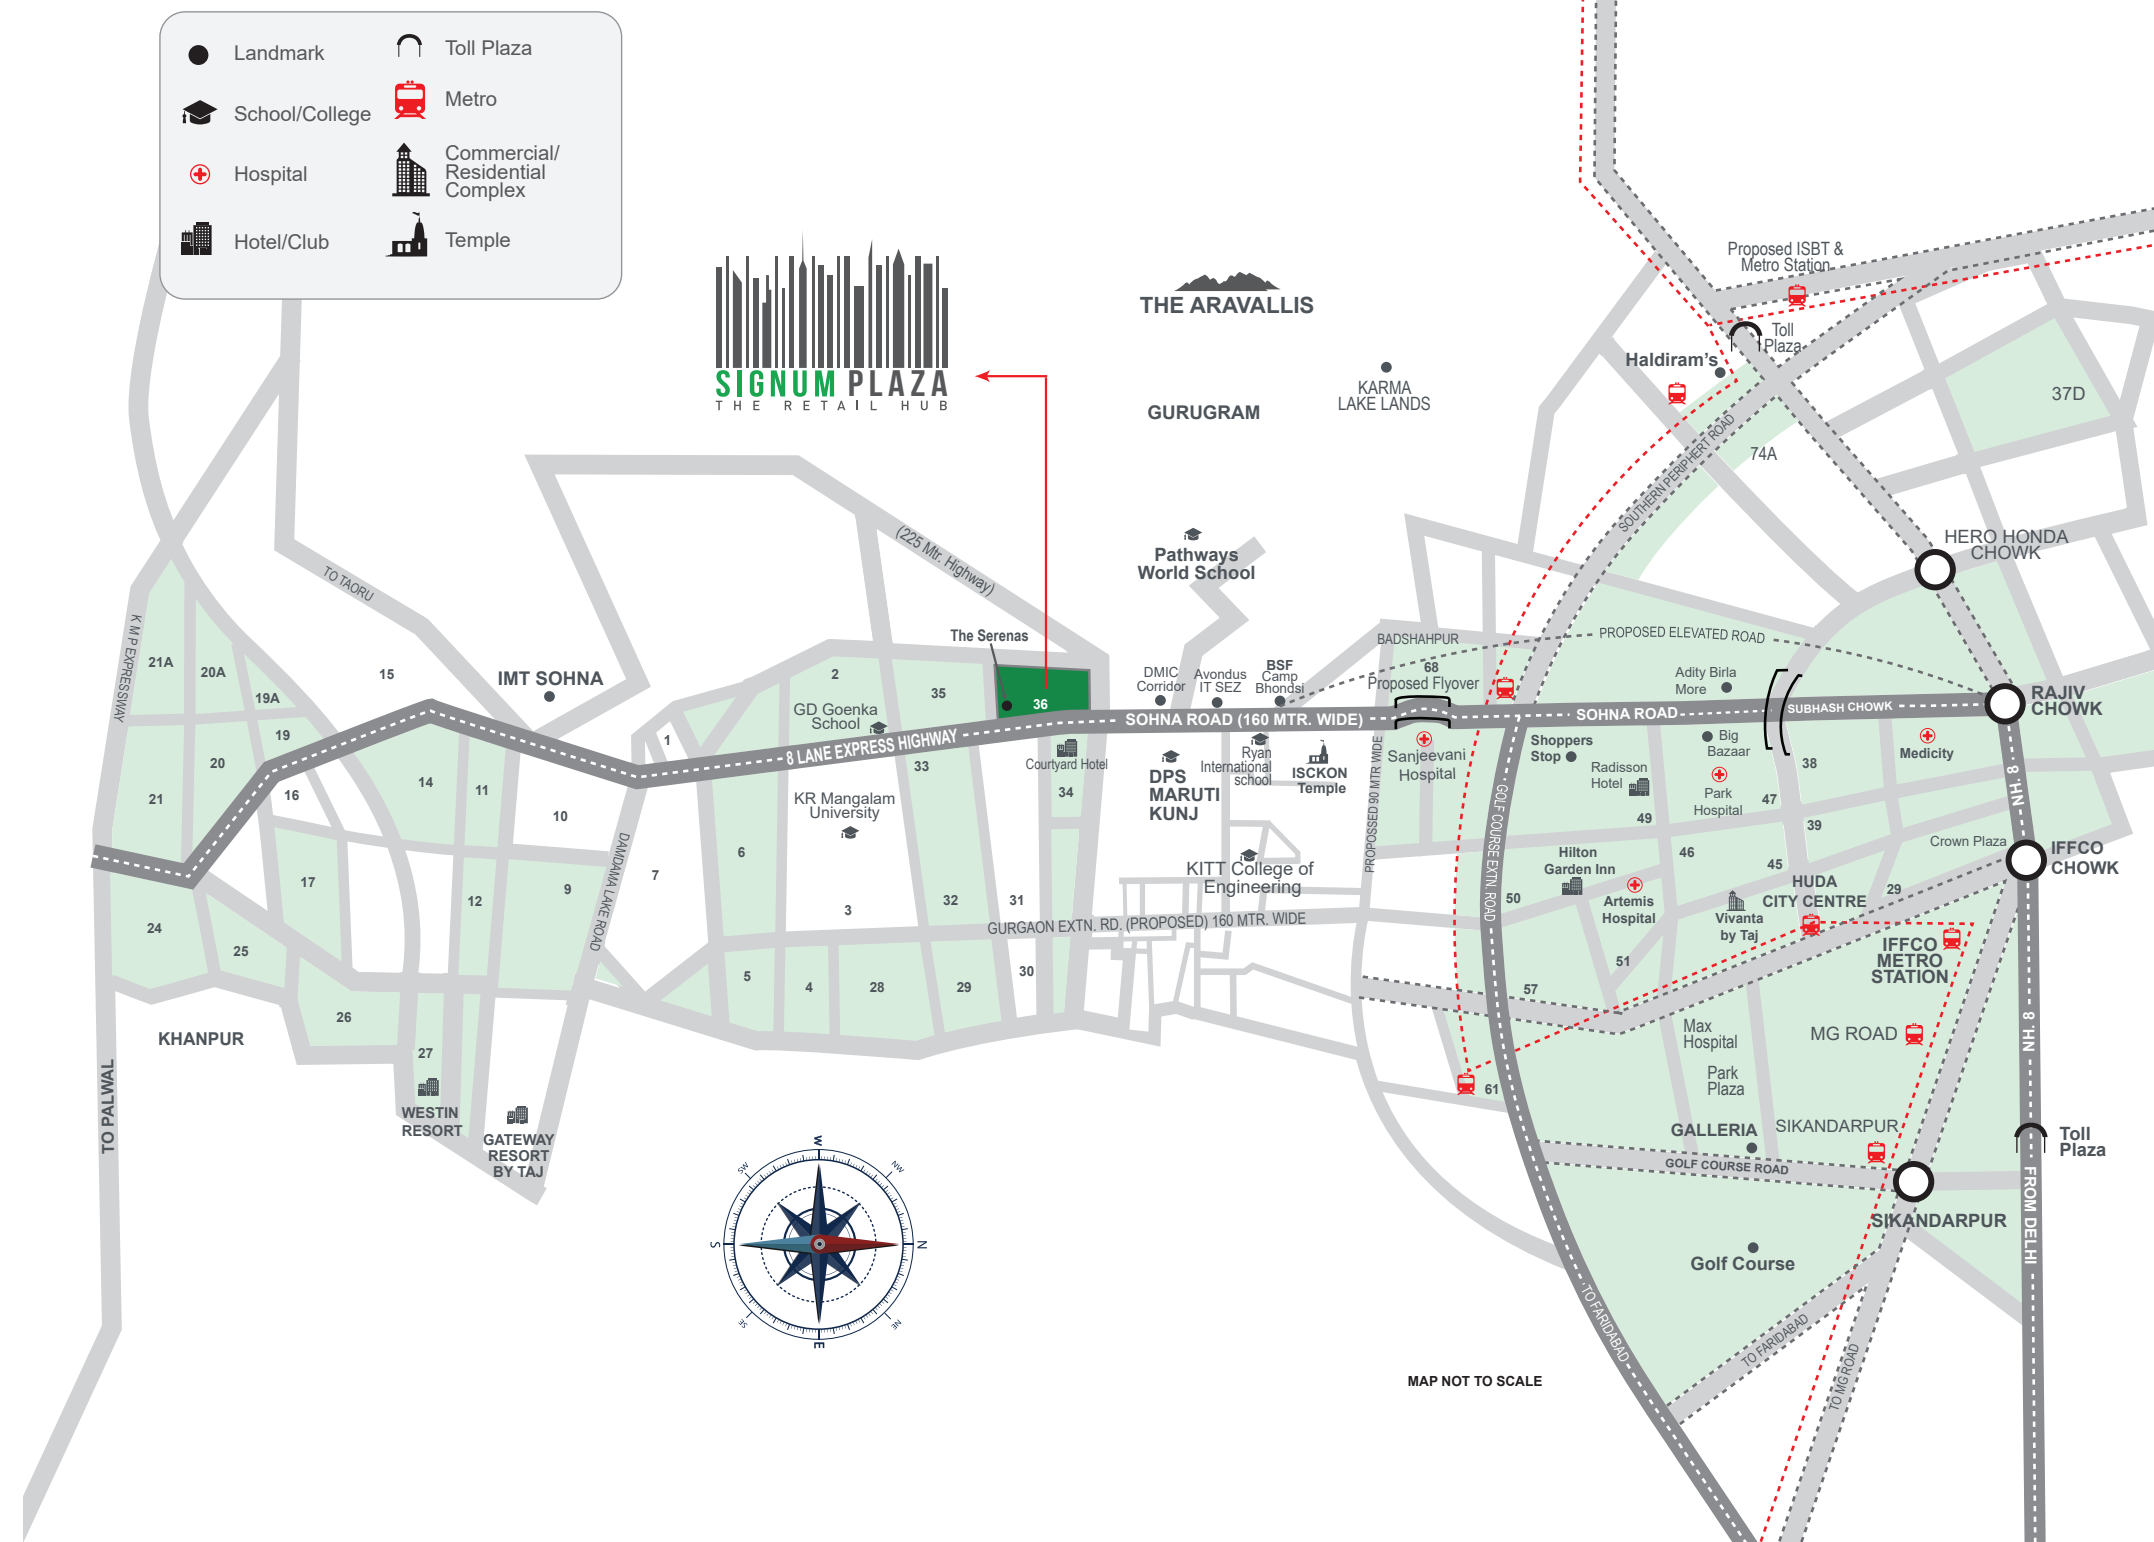 Landmark
School/College
Hospital
Hotel/Club
Toll Plaza
Metro
Commercial/
Residential
Complex
Temple
SIGNUM PLAZA
THE RETAIL HUB
THE ARAVALLIS
GURUGRAM
KARMA
LAKE LANDS
Proposed ISBT &
Metro Station
Toll
Plaza
Haldiram's
37D
74A
SOUTHERN PERIPHERT ROAD
HERO HONDA
CHOWK
Pathways
World School
(225 Mtr. Highway)
TO TAORU
K M P EXPRESSWAY
21A
20A
19A
15
IMT SOHNA
The Serenas
2
35
36
DMIC
Corridor
Avondus
IT SEZ
BSF
Camp
Bhondsi
BADSHAHPUR
68
Proposed Flyover
PROPOSED ELEVATED ROAD
Adity Birla
More
RAJIV
CHOWK
GD Goenka
School
1
19
20
21
16
14
11
10
8 LANE EXPRESS HIGHWAY
SOHNA ROAD (160 MTR. WIDE)
SOHNA ROAD
SUBHASH CHOWK
33
Courtyard Hotel
34
DPS
MARUTI
KUNJ
Ryan
International
school
ISCKON
Temple
Sanjeevani
Hospital
PROPOSSED 90 MTR WIDE
Shoppers
Stop
Radisson
Hotel
Big
Bazaar
Park
Hospital
Medicity
38
47
39
49
46
45
NH. 8
KR Mangalam
University
6
7
9
12
17
3
32
31
DAMDAMA LAKE ROAD
KITT College of
Engineering
GURGAON EXTN. RD. (PROPOSED) 160 MTR. WIDE
GOLF COURSE EXTN. ROAD
Hilton
Garden Inn
Artemis
Hospital
50
Vivanta
by Taj
HUDA
CITY CENTRE
29
Crown Plaza
IFFCO
CHOWK
IFFCO
METRO
STATION
24
25
26
27
5
4
28
29
30
51
57
61
KHANPUR
TO PALWAL
WESTIN
RESORT
GATEWAY
RESORT
BY TAJ
Max
Hospital
Park
Plaza
MG ROAD
NH. 8
GALLERIA
SIKANDARPUR
GOLF COURSE ROAD
Toll
Plaza
SIKANDARPUR
FROM DELHI
Golf Course
TO FARIDABAD
TO FARIDABAD
TO MG ROAD
W
NW
N
NE
E
SE
S
SW
MAP NOT TO SCALE